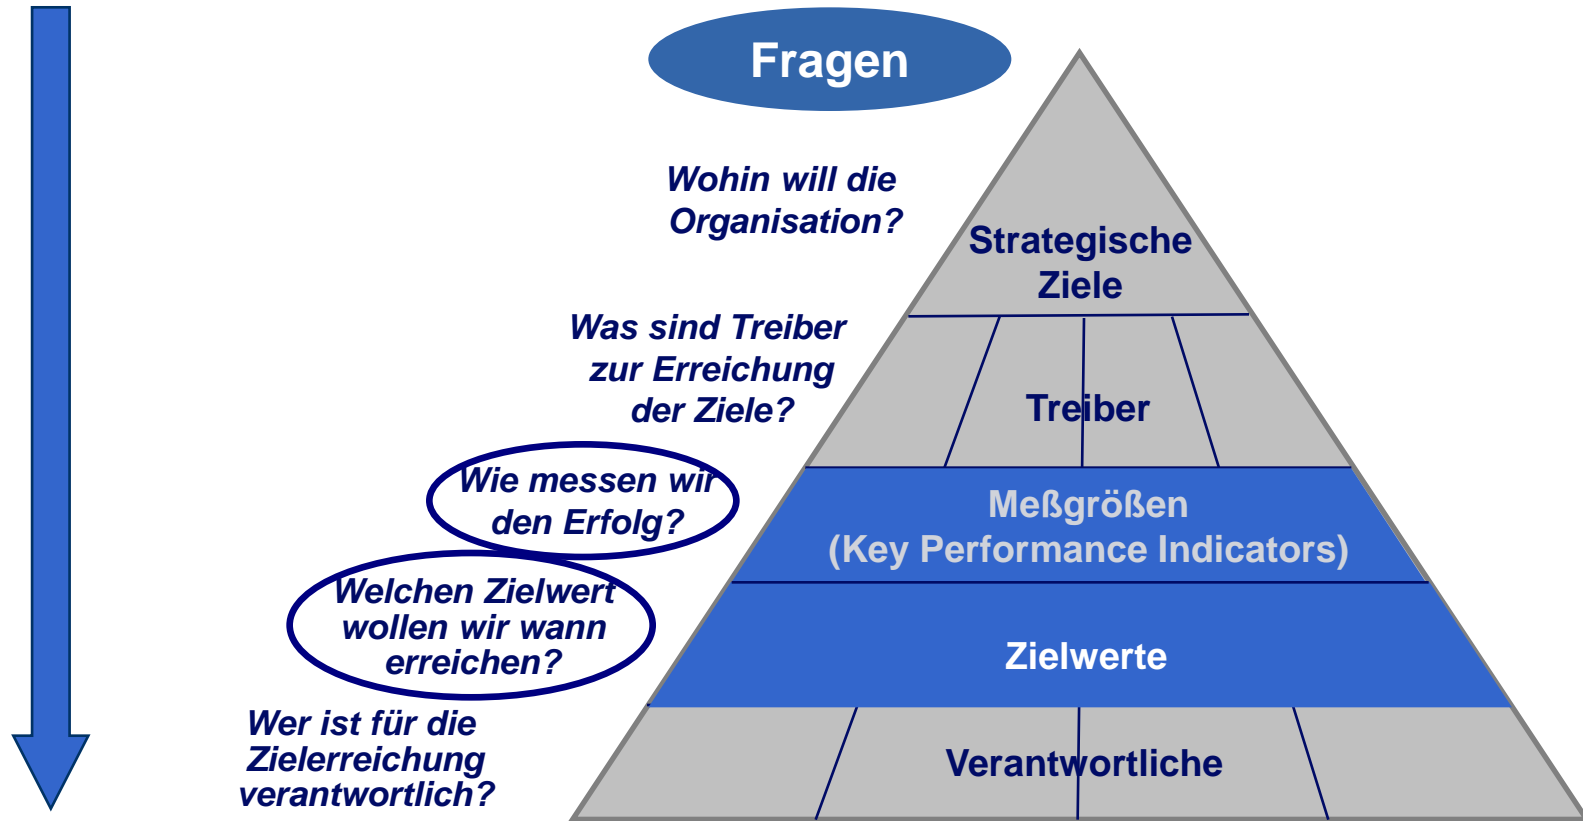 Fragen
Wohin will die
Organisation?
Strategische
Ziele
Was sind Treiber
zur Erreichung
der Ziele?
Treiber
Wie messen wir
den Erfolg?
Meßgrößen
(Key Performance Indicators)
Welchen Zielwert
wollen wir wann
erreichen?
Zielwerte
Wer ist für die
Zielerreichung
verantwortlich?
Verantwortliche